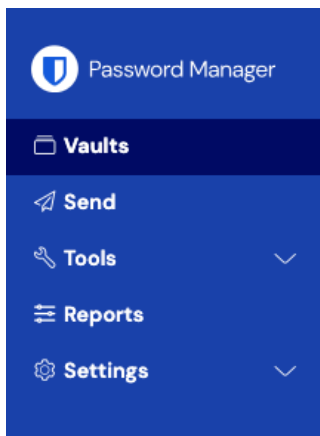 Password Manager
Vaults
Send
Tools
Reports
Settings